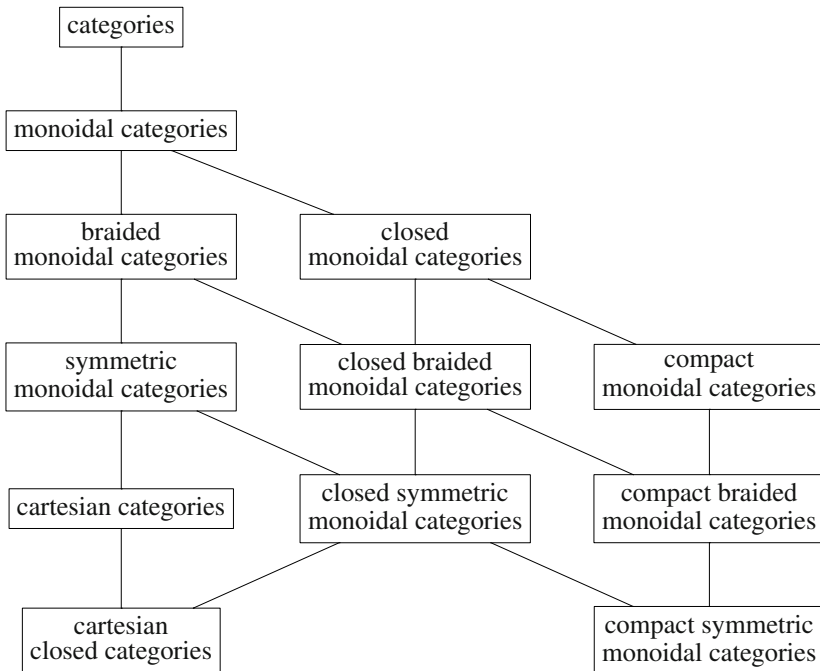 categories
monoidal categories
braided
monoidal categories
closed
monoidal categories
symmetric
monoidal categories
closed braided
monoidal categories
compact
monoidal categories
cartesian categories
closed symmetric
monoidal categories
compact braided
monoidal categories
cartesian
closed categories
compact symmetric
monoidal categories